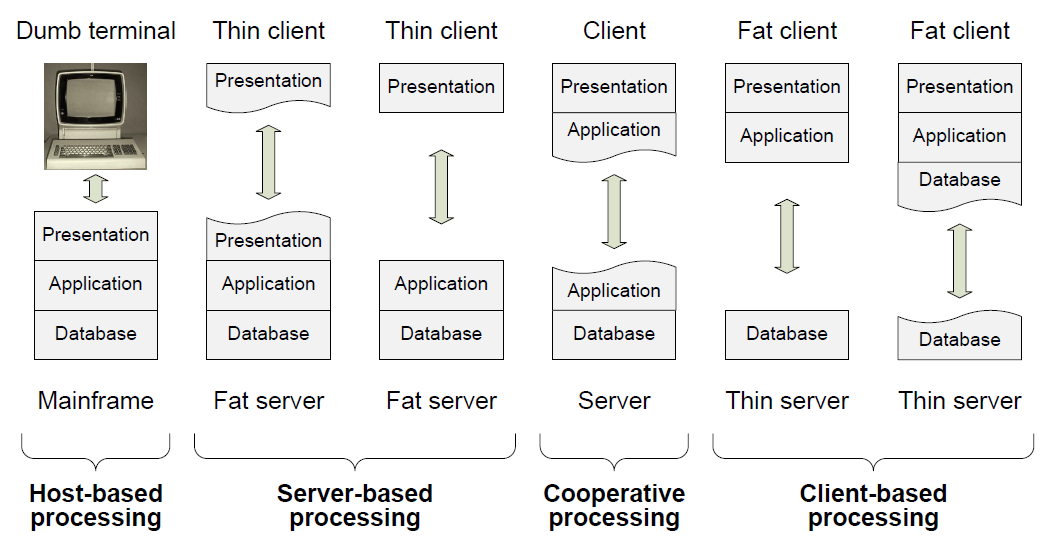 Dumb terminal
Thin client
Thin client
Client
Fat client
Fat client
Presentation
Presentation
Presentation
Application
Presentation
Application
Presentation
Application
Database
Presentation
Application
Database
Presentation
Application
Database
Application
Database
Application
Database
Database
Database
Mainframe
Fat server
Fat server
Server
Thin server
Thin server
Host-based
processing
Server-based
processing
Cooperative
processing
Client-based
processing